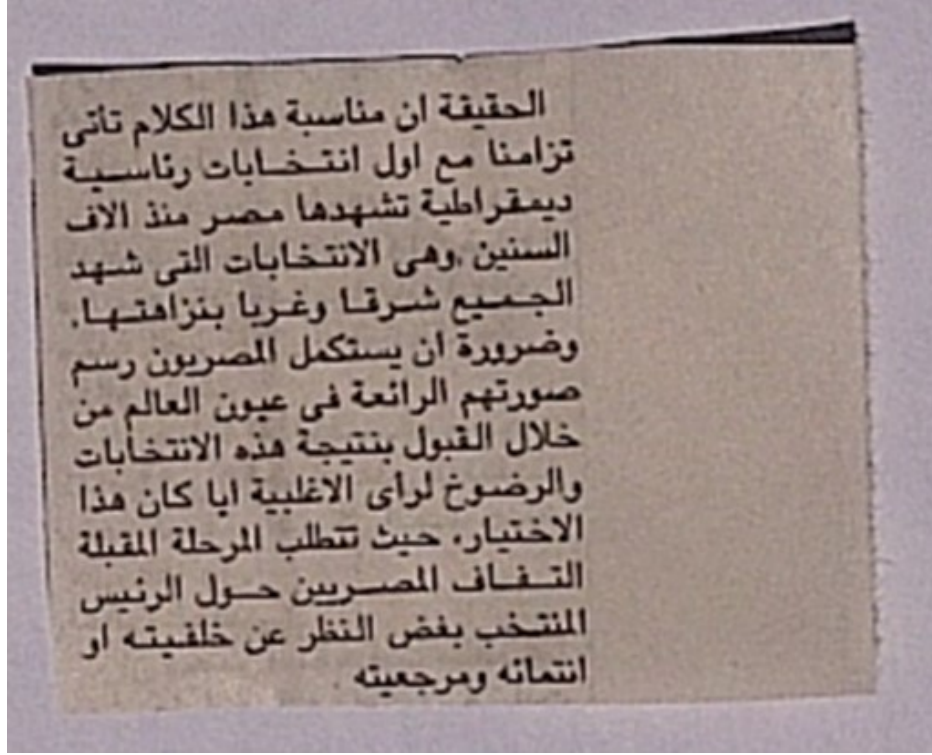 الحقيقة ان مناسبة هذا الكلام تأتى
تزامنا مع اول انتخابات رئاسية
ديمقراطية تشهدها مصر منذ الاف
السنين ،وهى الانتخابات التى شهد
الجميع شرقا وغربا بنزاهتها،
وضرورة ان يستكمل المصريون رسم
صورتهم الرائعة فى عيون العالم من
خلال القبول بنتيجة هذه الانتخابات
والرضوخ لرأى الاغلبية ايا كان هذا
الاختيار، حيث تتطلب المرحلة المقبلة
التفاف المصريين حول الرئيس
المنتخب بغض النظر عن خلفيته او
انتمائه ومرجعيته .